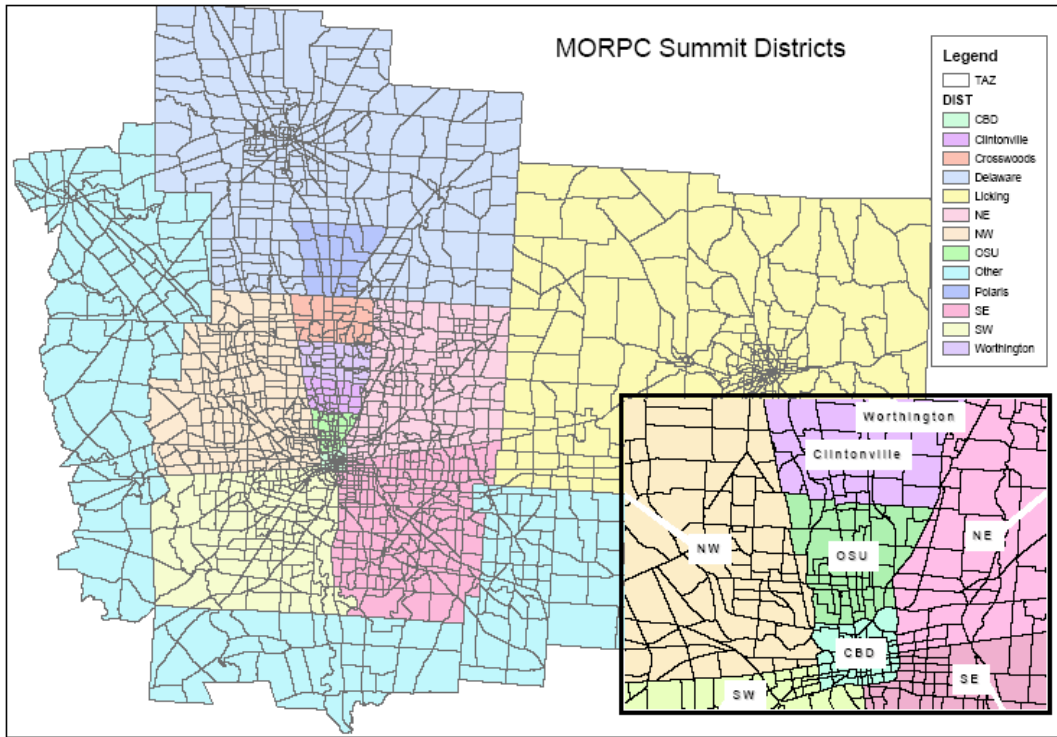 MORPC Summit Districts
Legend
TAZ
DIST
CBD
Clintonville
Crosswoods
Delaware
Licking
NE
NW
OSU
Other
Polaris
SE
SW
Worthington
Worthington
Clintonville
NW
OSU
NE
CBD
SW
SE